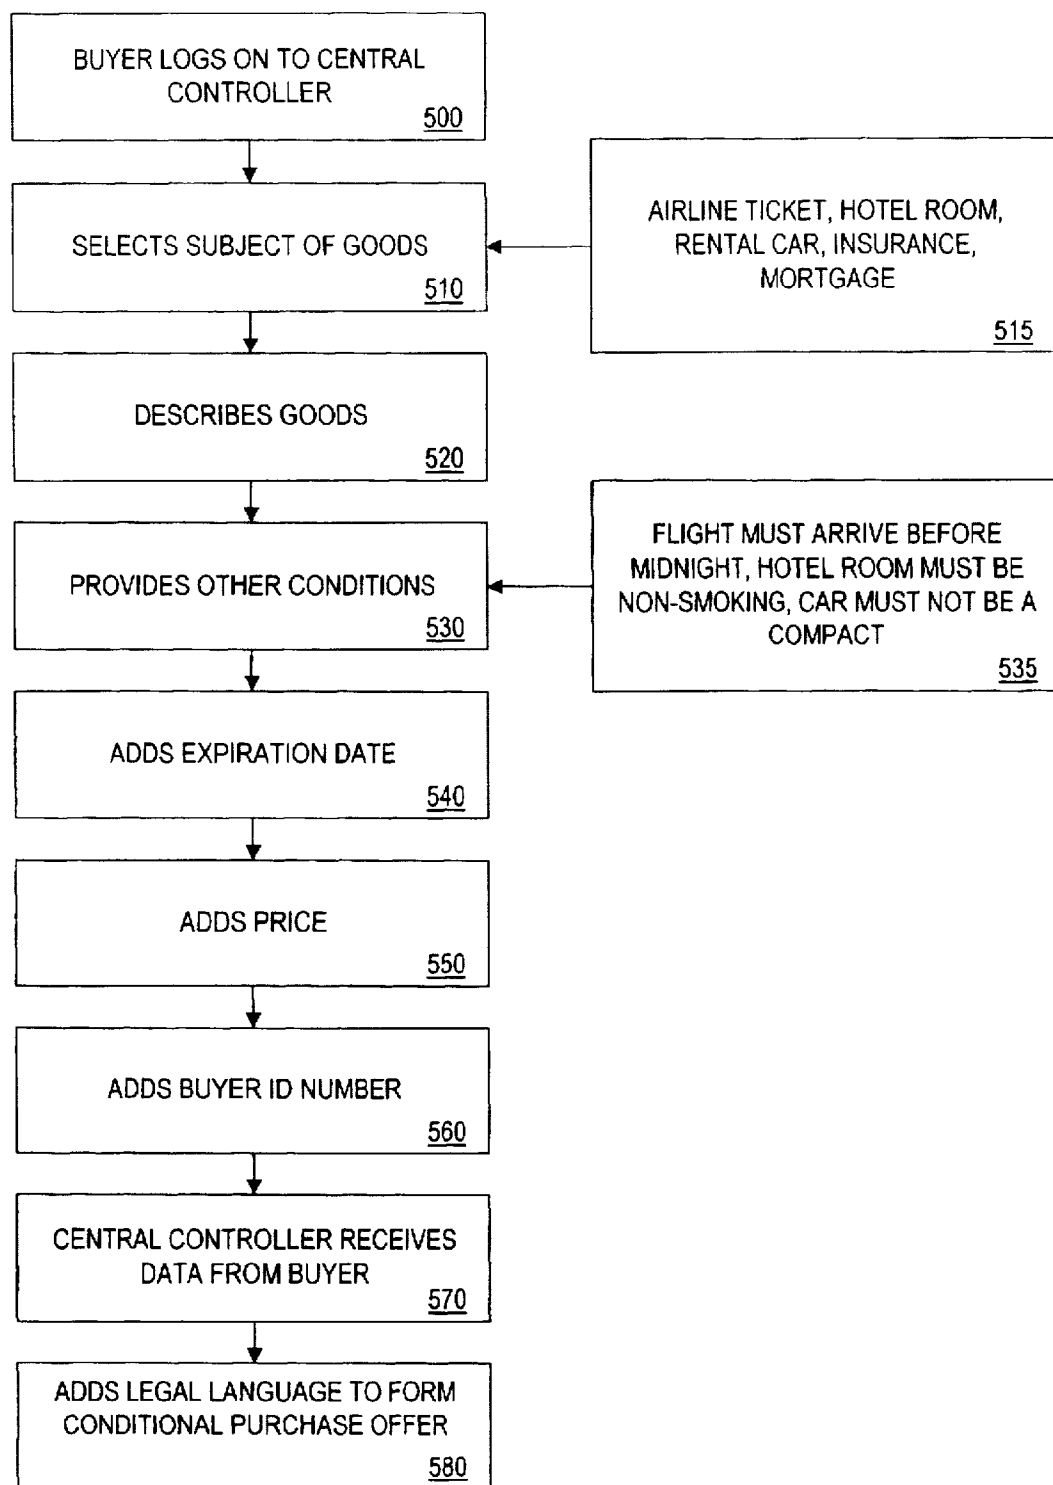 BUYER LOGS ON TO CENTRAL
CONTROLLER
500
SELECTS SUBJECT OF GOODS
510
AIRLINE TICKET, HOTEL ROOM,
RENTAL CAR, INSURANCE,
MORTGAGE
515
DESCRIBES GOODS
520
PROVIDES OTHER CONDITIONS
530
FLIGHT MUST ARRIVE BEFORE
MIDNIGHT, HOTEL ROOM MUST BE
NON-SMOKING, CAR MUST NOT BE A
COMPACT
535
ADDS EXPIRATION DATE
540
ADDS PRICE
550
ADDS BUYER ID NUMBER
560
CENTRAL CONTROLLER RECEIVES
DATA FROM BUYER
570
ADDS LEGAL LANGUAGE TO FORM
CONDITIONAL PURCHASE OFFER
580